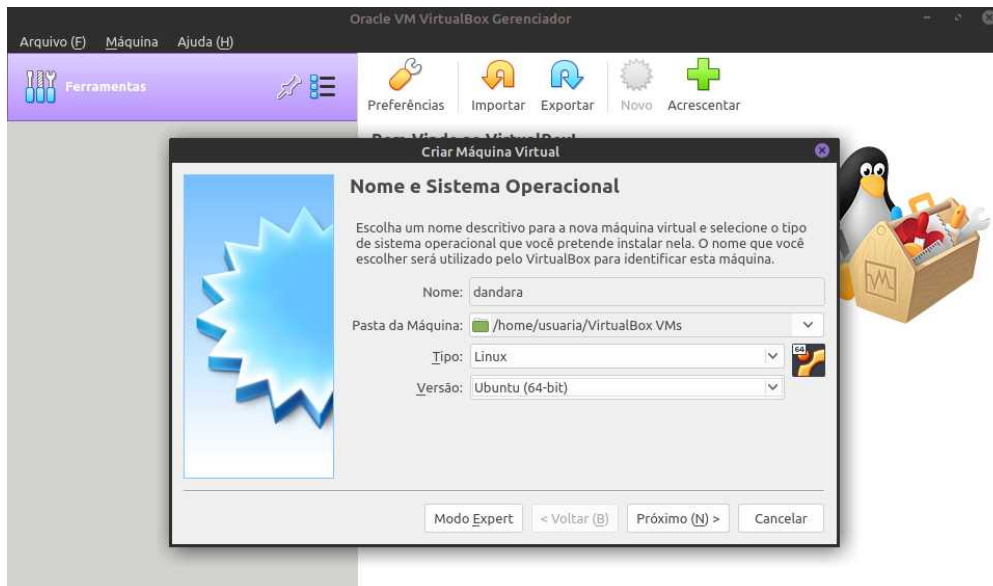 Oracle VM VirtualBox Gerenciador
Arquivo (F) Máquina Ajuda (H)
Ferramentas
Preferências Importar Exportar Novo Acrescentar
Criar Máquina Virtual
Nome e Sistema Operacional
Escolha um nome descritivo para a nova máquina virtual e selecione o tipo
de sistema operacional que você pretende instalar nela. O nome que você
escolher será utilizado pelo VirtualBox para identificar esta máquina.
Nome: dandara
Pasta da Máquina: /home/usuaria/VirtualBox VMs
Tipo: Linux
64
Versão: Ubuntu (64-bit)
Modo Expert < Voltar (B) Próximo (N) > Cancelar